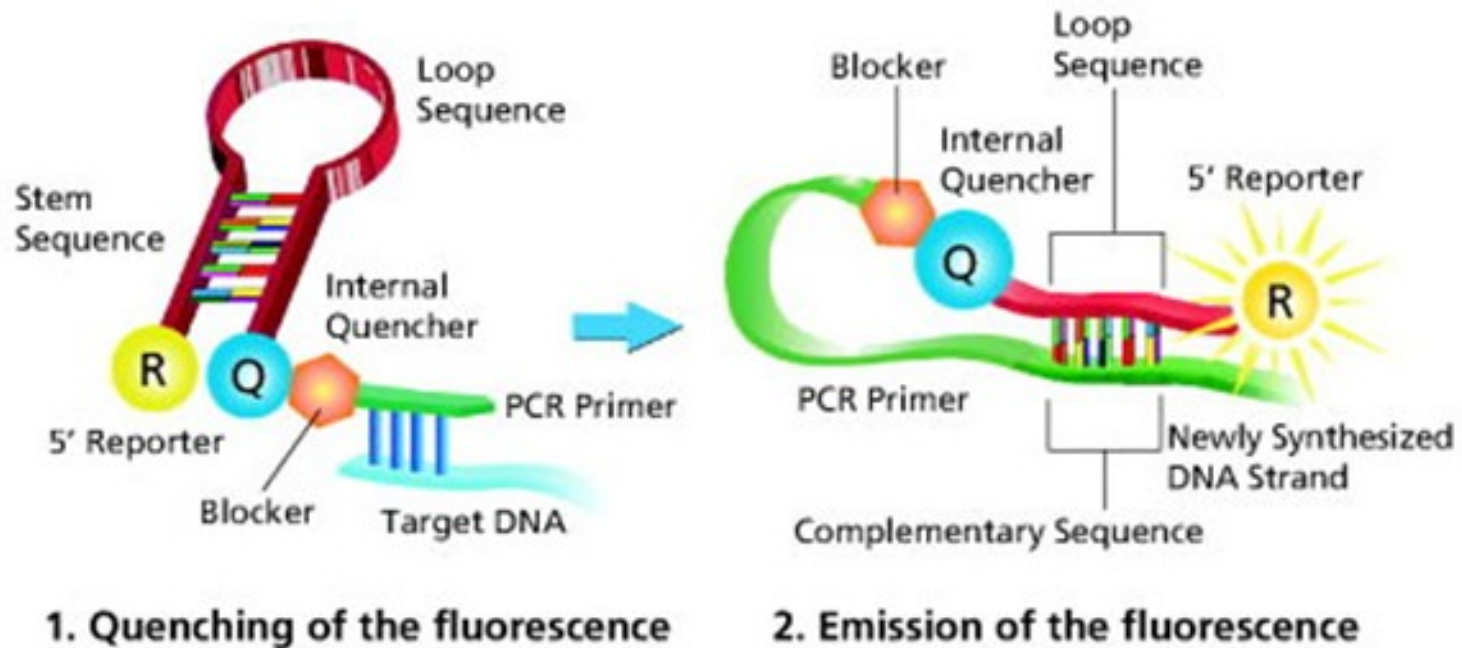 Loop
Sequence
Stem
Sequence
Internal
Quencher
R
Q
5' Reporter
PCR Primer
Blocker
Target DNA
1. Quenching of the fluorescence
Loop
Sequence
Blocker
Internal
Quencher
5' Reporter
Q
R
PCR Primer
Newly Synthesized
DNA Strand
Complementary Sequence
2. Emission of the fluorescence